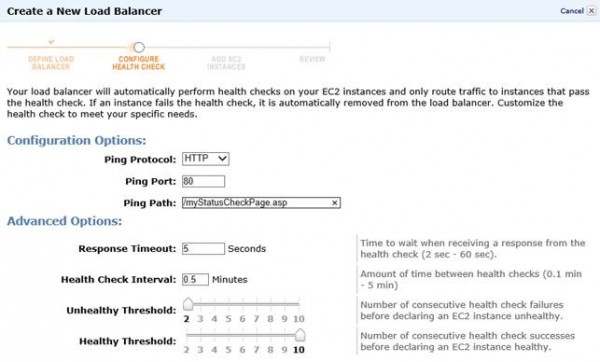 Create a New Load Balancer
Cancel X
DEFINE LOAD BALANCER
CONFIGURE HEALTH CHECK
ADD EC2 INSTANCES
REVIEW
Your load balancer will automatically perform health checks on your EC2 instances and only route traffic to instances that pass
the health check. If an instance fails the health check, it is automatically removed from the load balancer. Customize the
health check to meet your specific needs.
Configuration Options:
Ping Protocol: HTTP
Ping Port: 80
Ping Path: /myStatusCheckPage.asp ×
Advanced Options:
Response Timeout: 5 Seconds
Time to wait when receiving a response from the
health check (2 sec - 60 sec).
Health Check Interval: 0.5 Minutes
Amount of time between health checks (0.1 min
- 5 min)
Unhealthy Threshold:
2 3 4 5 6 7 8 9 10
Number of consecutive health check failures
before declaring an EC2 instance unhealthy.
Healthy Threshold:
2 3 4 5 6 7 8 9 10
Number of consecutive health check successes
before declaring an EC2 instance healthy.